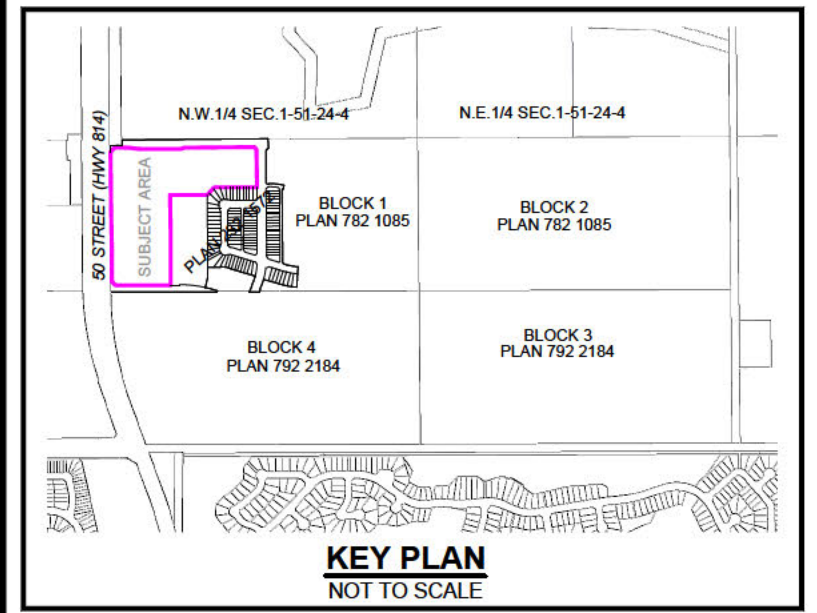 N.W.1/4 SEC.1-51-24-4
N.E.1/4 SEC.1-51-24-4
50 STREET (HWY 814)
SUBJECT AREA
PLAN
BLOCK 1
PLAN 782 1085
BLOCK 2
PLAN 782 1085
BLOCK 4
PLAN 792 2184
BLOCK 3
PLAN 792 2184
KEY PLAN
NOT TO SCALE